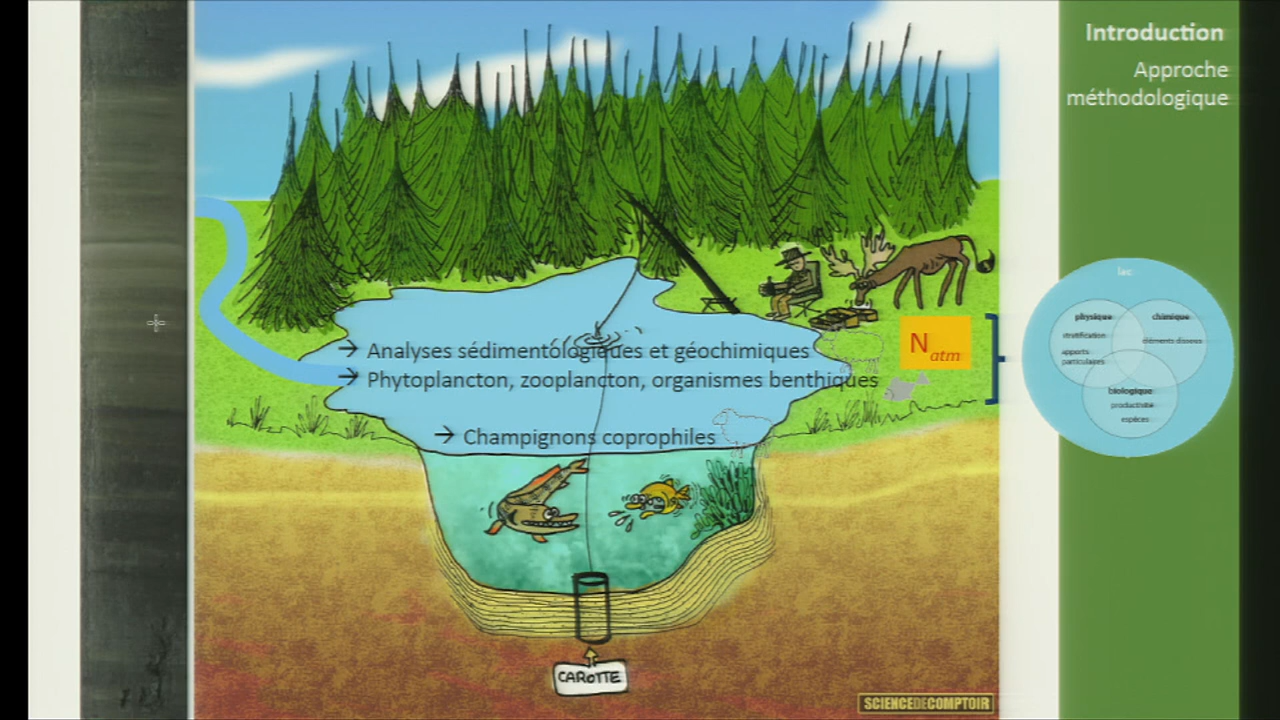 Introduction
Approche
méthodologique
lac
physique
chimique
stratification
éléments dissous
apports
particulaires
biologique
productivité
espèces
N atm
→ Analyses sédimentologiques et géochimiques
→ Phytoplancton, zooplancton, organismes benthiques
→ Champignons coprophiles
CAROTTE
SCIENCEDECOMPTOIR